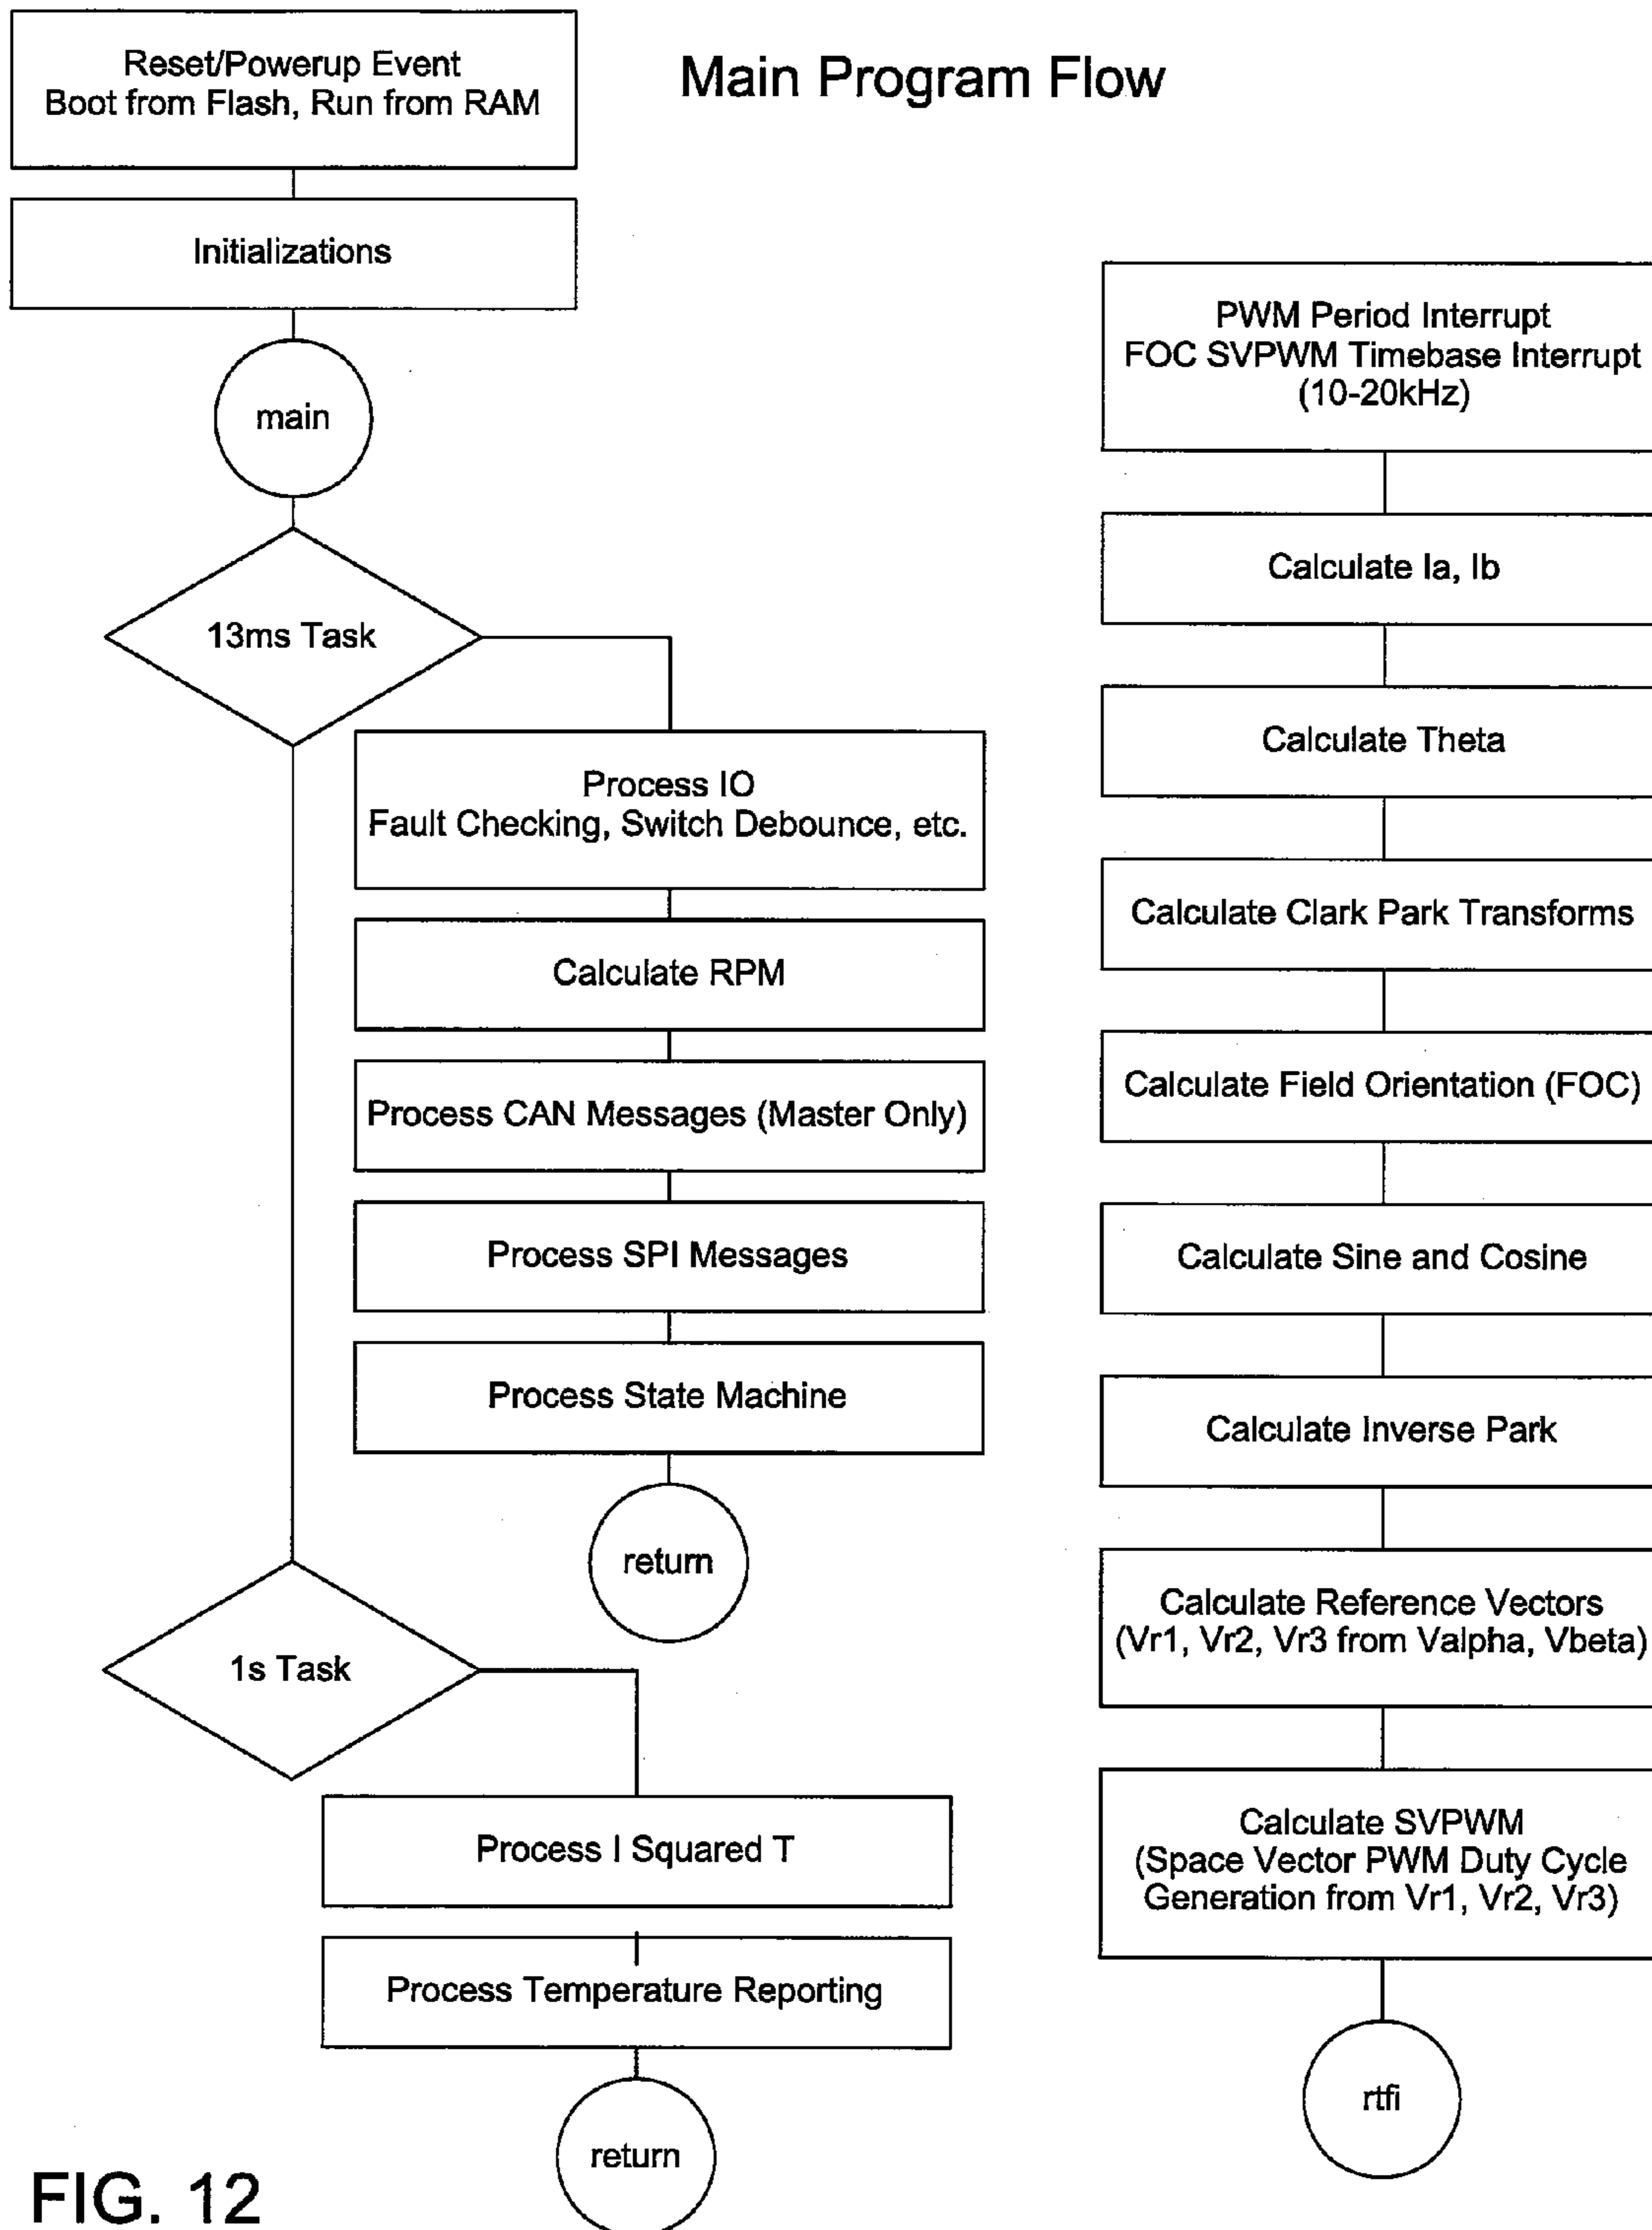 Main Program Flow
Reset/Powerup Event
Boot from Flash, Run from RAM
Initializations
main
13ms Task
Process IO
Fault Checking, Switch Debounce, etc.
Calculate RPM
Process CAN Messages (Master Only)
Process SPI Messages
Process State Machine
return
1s Task
Process I Squared T
Process Temperature Reporting
return
PWM Period Interrupt
FOC SVPWM Timebase Interrupt
(10-20kHz)
Calculate Ia, Ib
Calculate Theta
Calculate Clark Park Transforms
Calculate Field Orientation (FOC)
Calculate Sine and Cosine
Calculate Inverse Park
Calculate Reference Vectors
(Vr1, Vr2, Vr3 from Valpha, Vbeta)
Calculate SVPWM
(Space Vector PWM Duty Cycle
Generation from Vr1, Vr2, Vr3)
rtfi
FIG. 12